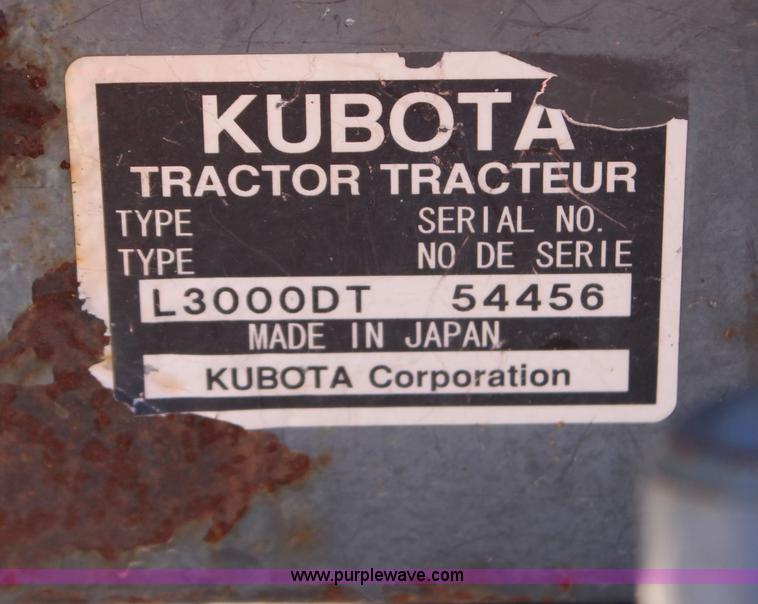 KUBOTA
TRACTOR TRACTEUR
TYPE SERIAL NO.
TYPE NO DE SERIE
L3000DT 54456
MADE IN JAPAN
KUBOTA Corporation
www.purplewave.com